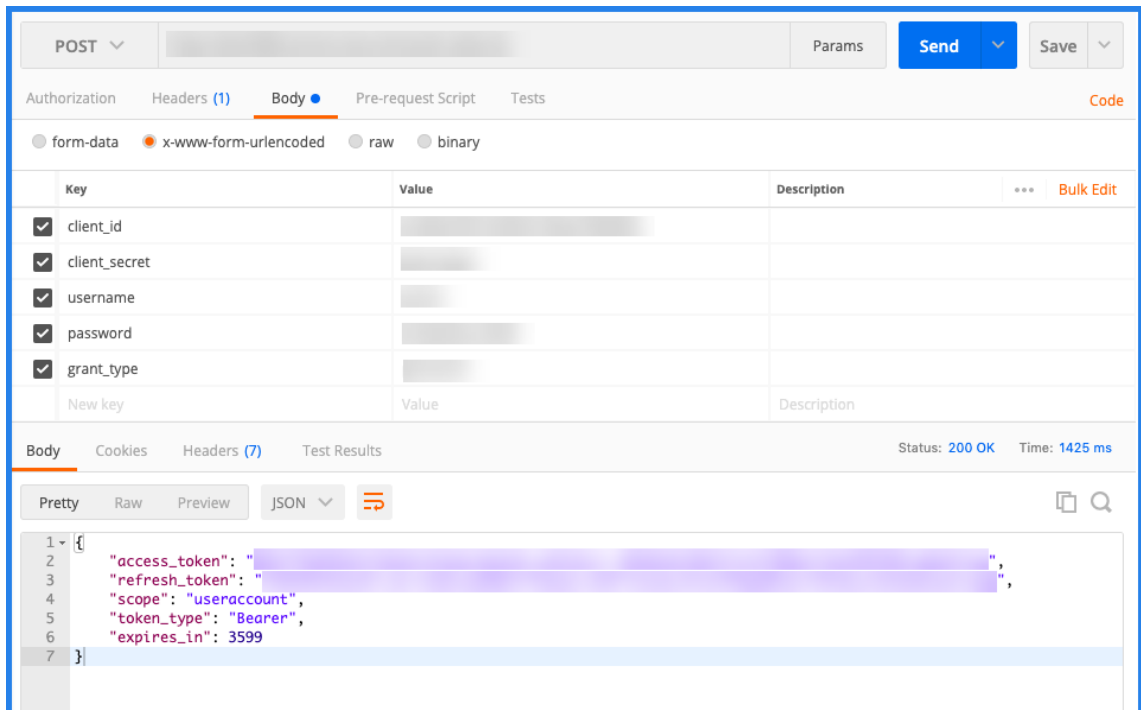 POST Params Send Save
Authorization Headers (1) Body Pre-request Script Tests Code
form-data x-www-form-urlencoded raw binary
Key Value Description ••• Bulk Edit
client_id
client_secret
username
password
grant_type
New key Value Description
Body Cookies Headers (7) Test Results Status: 200 OK Time: 1425 ms
Pretty Raw Preview JSON
1 {
2 "access_token": "",
3 "refresh_token": "",
4 "scope": "useraccount",
5 "token_type": "Bearer",
6 "expires_in": 3599
7 }